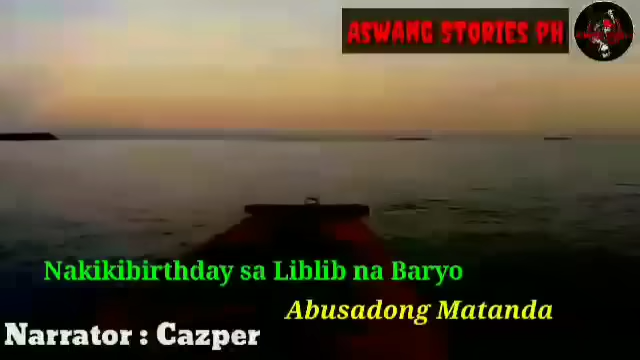 ASWANG STORIES PH
Nakikibirthday sa Liblib na Baryo
Abusadong Matanda
Narrator : Cazper